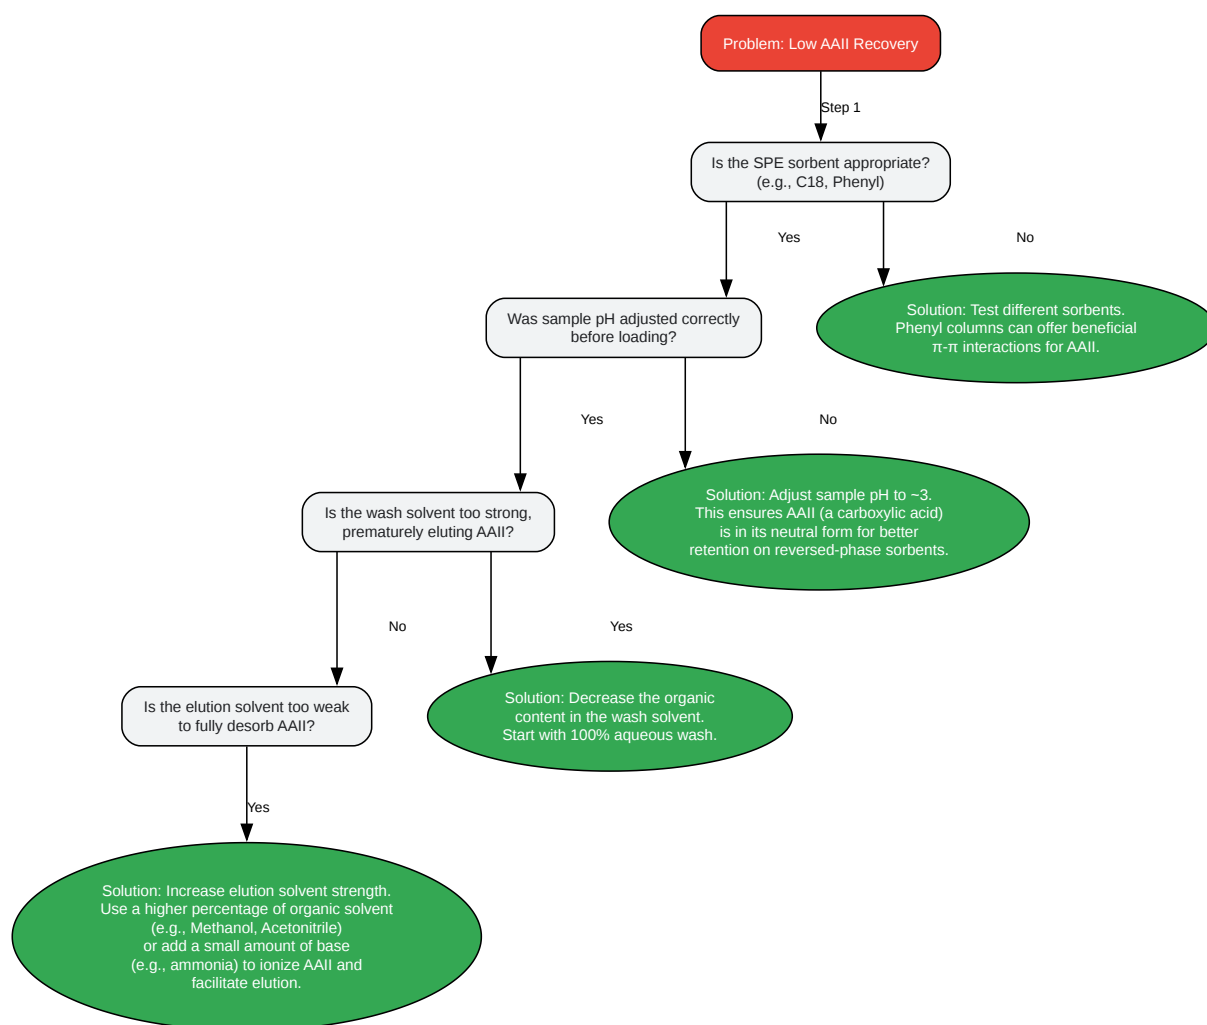 Problem: Low AAII Recovery
Step 1
Is the SPE sorbent appropriate?
(e.g., C18, Phenyl)
Yes
No
Was sample pH adjusted correctly
before loading?
Solution: Test different sorbents.
Phenyl columns can offer beneficial
π-π interactions for AAII.
Yes
No
Is the wash solvent too strong,
prematurely eluting AAII?
Solution: Adjust sample pH to ~3.
This ensures AAII (a carboxylic acid)
is in its neutral form for better
retention on reversed-phase sorbents.
No
Yes
Is the elution solvent too weak
to fully desorb AAII?
Solution: Decrease the organic
content in the wash solvent.
Start with 100% aqueous wash.
Yes
Solution: Increase elution solvent strength.
Use a higher percentage of organic solvent
(e.g., Methanol, Acetonitrile)
or add a small amount of base
(e.g., ammonia) to ionize AAII and
facilitate elution.